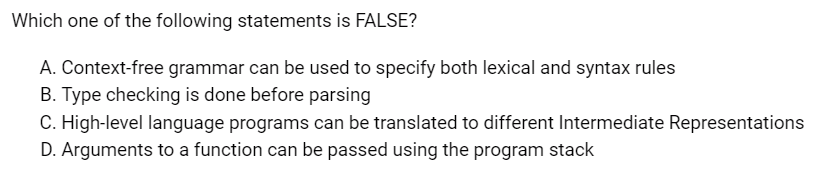 Which one of the following statements is FALSE?
A. Context-free grammar can be used to specify both lexical and syntax rules
B. Type checking is done before parsing
C. High-level language programs can be translated to different Intermediate Representations
D. Arguments to a function can be passed using the program stack